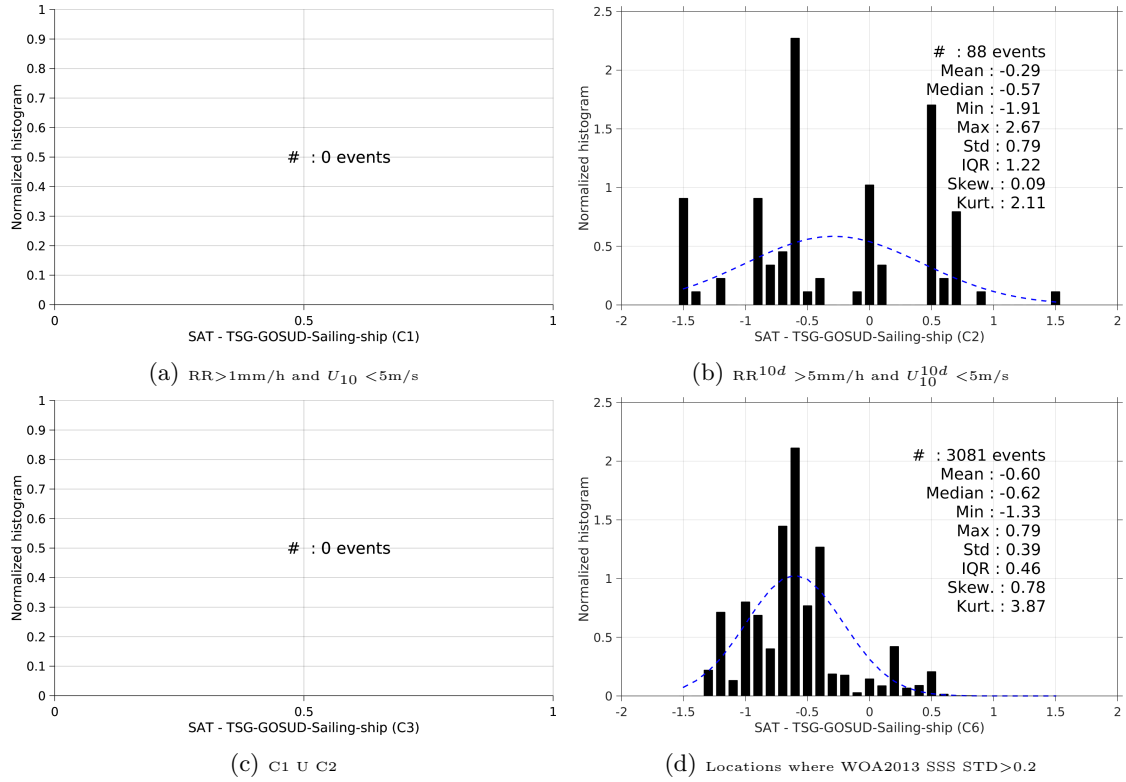 1
0.9
0.8
0.7
0.6
0.5
0.4
0.3
0.2
0.1
0
Normalized histogram
# : 0 events
0 0.5 1
SAT - TSG-GOSUD-Sailing-ship (C1)
(a) RR>1mm/h and U10 <5m/s
2.5
2
1.5
1
0.5
0
Normalized histogram
# : 88 events
Mean : -0.29
Median : -0.57
Min : -1.91
Max : 2.67
Std : 0.79
IQR : 1.22
Skew. : 0.09
Kurt. : 2.11
-2 -1.5 -1 -0.5 0 0.5 1 1.5 2
SAT - TSG-GOSUD-Sailing-ship (C2)
(b) RR10d >5mm/h and U10d10 <5m/s
1
0.9
0.8
0.7
0.6
0.5
0.4
0.3
0.2
0.1
0
Normalized histogram
# : 0 events
0 0.5 1
SAT - TSG-GOSUD-Sailing-ship (C3)
(c) C1 U C2
2.5
2
1.5
1
0.5
0
Normalized histogram
# : 3081 events
Mean : -0.60
Median : -0.62
Min : -1.33
Max : 0.79
Std : 0.39
IQR : 0.46
Skew. : 0.78
Kurt. : 3.87
-2 -1.5 -1 -0.5 0 0.5 1 1.5 2
SAT - TSG-GOSUD-Sailing-ship (C6)
(d) Locations where WOA2013 SSS STD>0.2